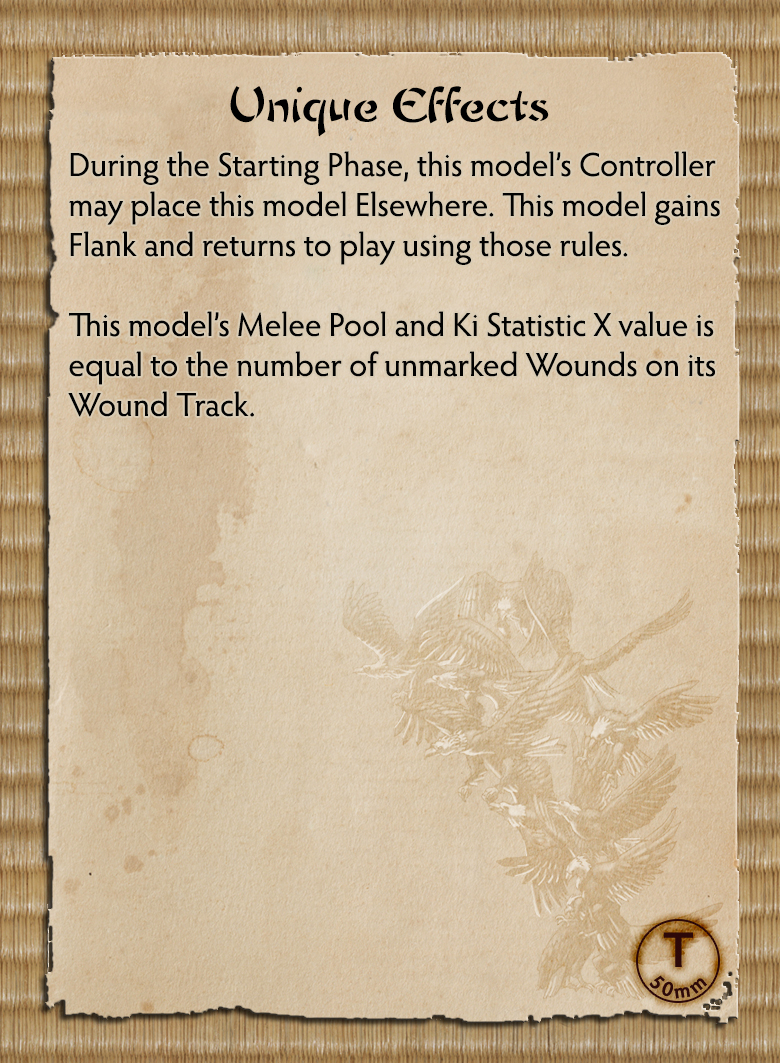 Unique Effects
During the Starting Phase, this model's Controller
may place this model Elsewhere. This model gains
Flank and returns to play using those rules.
This model's Melee Pool and Ki Statistic X value is
equal to the number of unmarked Wounds on its
Wound Track.
T
50mm